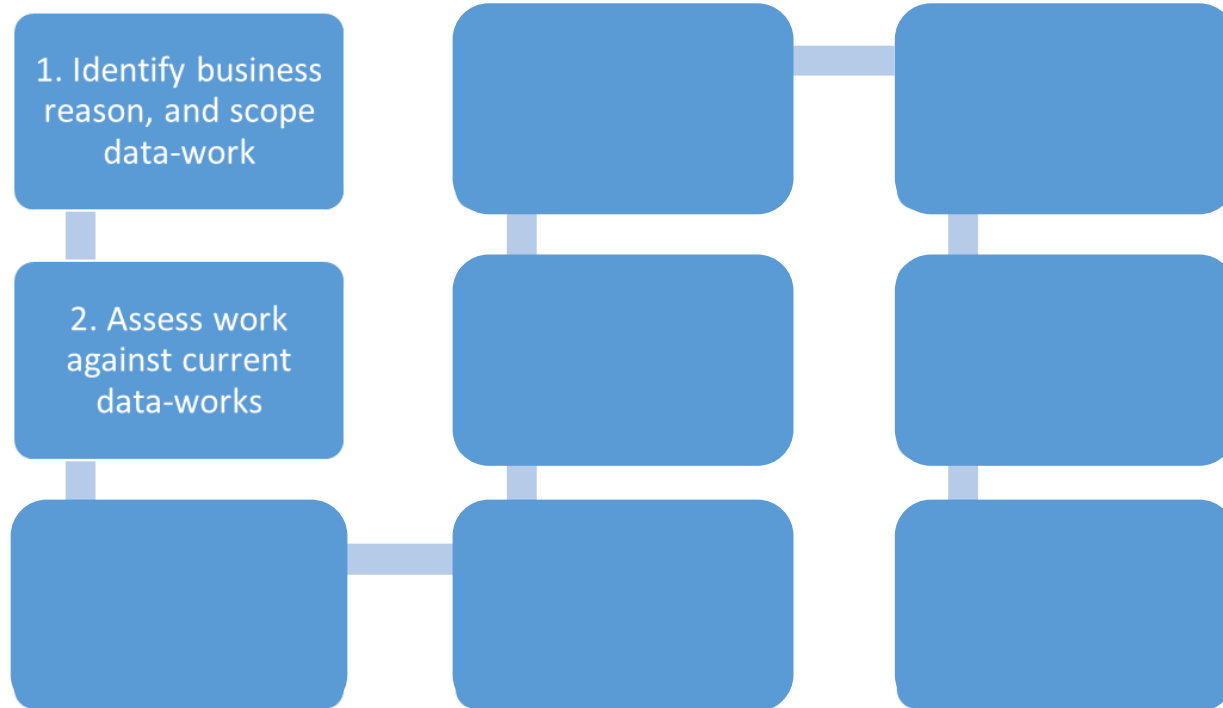 1. Identify business
reason, and scope
data-work
2. Assess work
against current
data-works